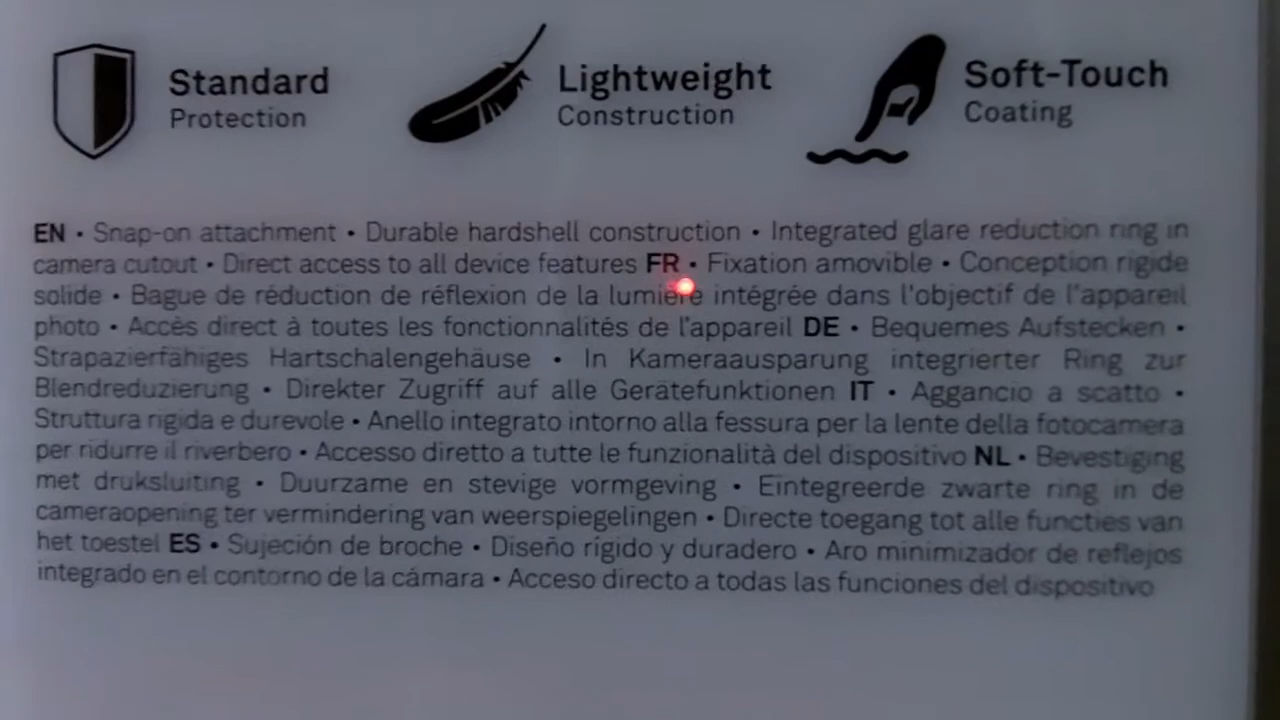 Standard
Protection
Lightweight
Construction
Soft-Touch
Coating
EN • Snap-on attachment • Durable hardshell construction • Integrated glare reduction ring in
camera cutout • Direct access to all device features FR • Fixation amovible • Conception rigide
solide • Bague de réduction de réflexion de la lumière intégrée dans l'objectif de l'appareil
photo • Accès direct à toutes les fonctionnalités de l'appareil DE • Bequemes Aufstecken •
Strapazierfähiges Hartschalengehäuse • In Kameraausparung integrierter Ring zur
Blendreduzierung • Direkter Zugriff auf alle Gerätefunktionen IT • Aggancio a scatto •
Struttura rigida e durevole • Anello integrato intorno alla fessura per la lente della fotocamera
per ridurre il riverbero • Accesso diretto a tutte le funzionalità del dispositivo NL • Bevestiging
met druksluiting • Duurzame en stevige vormgeving • Eintegreerde zwarte ring in de
cameraopening ter vermindering van weerspiegelingen • Directe toegang tot alle functies van
het toestel ES • Sujeción de broche • Diseño rígido y duradero • Aro minimizador de reflejos
integrado en el contorno de la cámara • Acceso directo a todas las funciones del dispositivo